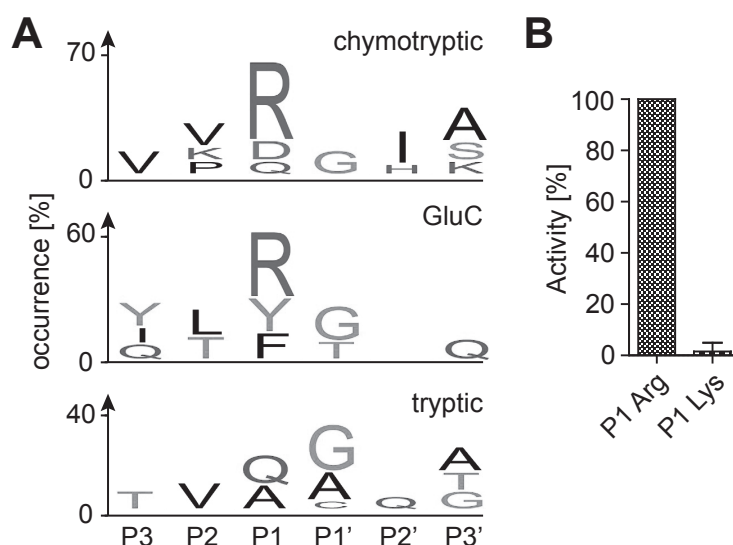 A
B
70
chymotryptic
V
V
K
P
R
D
Q
G
I
H
A
S
K
0
occurrence [%]
60
GluC
Y
I
Q
L
T
R
Y
F
G
T
Q
0
40
tryptic
T
V
Q
A
G
A
C
Q
A
T
G
0
P3 P2 P1 P1’ P2’ P3’
Activity [%]
100
80
60
40
20
0
P1 Arg
P1 Lys